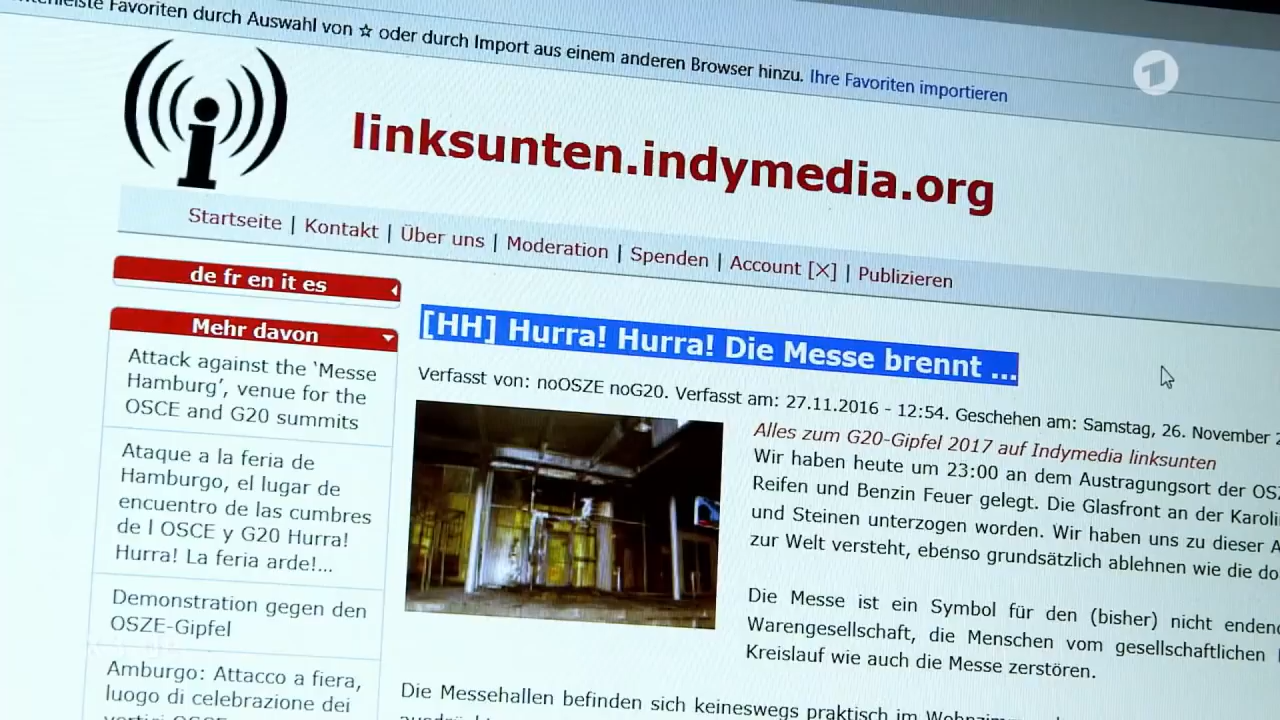 Favoriten durch Auswahl von ☆ oder durch Import aus einem anderen Browser hinzu. Ihre Favoriten importieren
1
linksunten.indymedia.org
Startseite | Kontakt | Über uns | Moderation | Spenden | Account [X] | Publizieren
de fr en it es
Mehr davon
Attack against the ‘Messe
Hamburg’, venue for the
OSCE and G20 summits
Ataque a la feria de
Hamburgo, el lugar de
encuentro de las cumbres
de l OSCE y G20 Hurra!
Hurra! La feria arde!...
Demonstration gegen den
OSZE-Gipfel
Amburgo: Attacco a fiera,
luogo di celebrazione dei
[HH] Hurra! Hurra! Die Messe brennt ...
Verfasst von: noOSZE noG20. Verfasst am: 27.11.2016 - 12:54. Geschehen am: Samstag, 26. November
Alles zum G20-Gipfel 2017 auf Indymedia linksunten
Wir haben heute um 23:00 an dem Austragungsort der
Reifen und Benzin Feuer gelegt. Die Glasfront an der
und Steinen unterzogen worden. Wir haben uns zu dieser
zur Welt versteht, ebenso grundsätzlich ablehnen wie die
Die Messe ist ein Symbol für den (bisher) nicht
Warengesellschaft, die Menschen vom gesellschaftlichen
Kreislauf wie auch die Messe zerstören.
Die Messehallen befinden sich keineswegs praktisch im